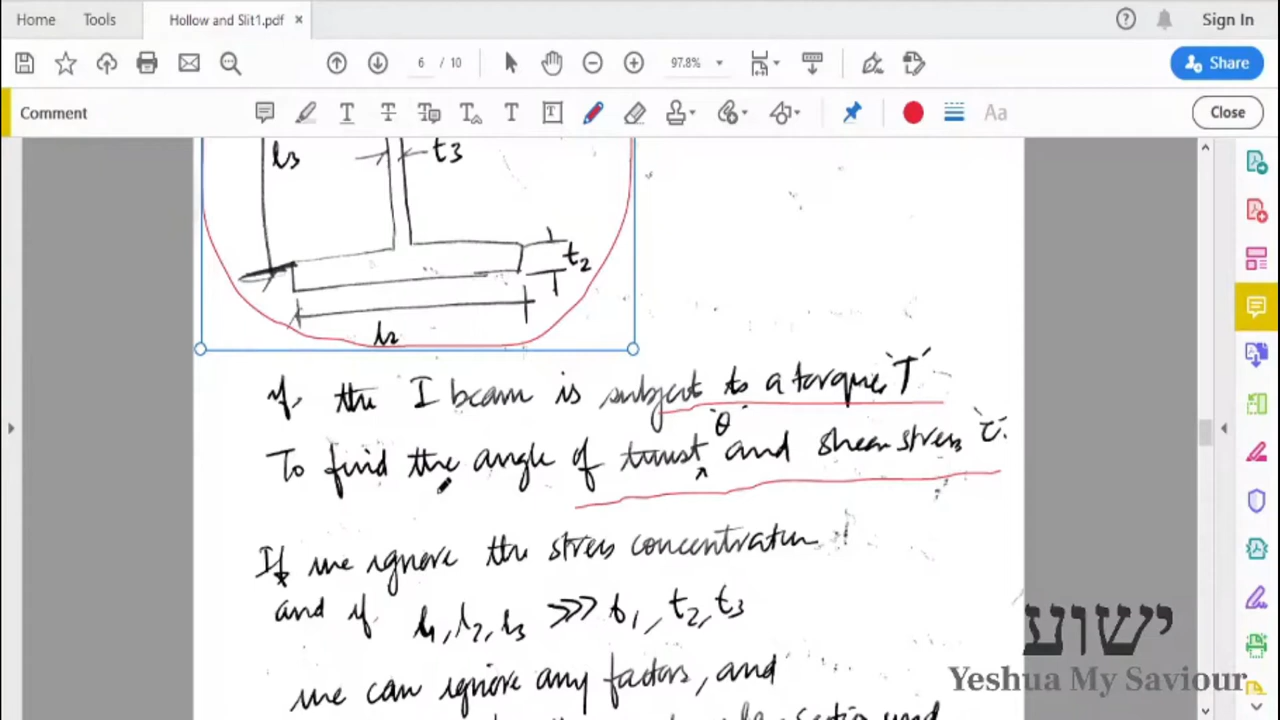 Home Tools Hollow and Slit1.pdf × Sign In
6 / 10 97.8% Share
Comment Aa Close
l3 t3
t2
l2
If the I beam is subject to a torque 'T'
'θ'
To find the angle of twist ^ and shear stress 'τ'.
If we ignore the stress concentration
and if l1, l2, l3 >>> t1, t2, t3
we can ignore any factors, and
ישוע
Yeshua My Saviour